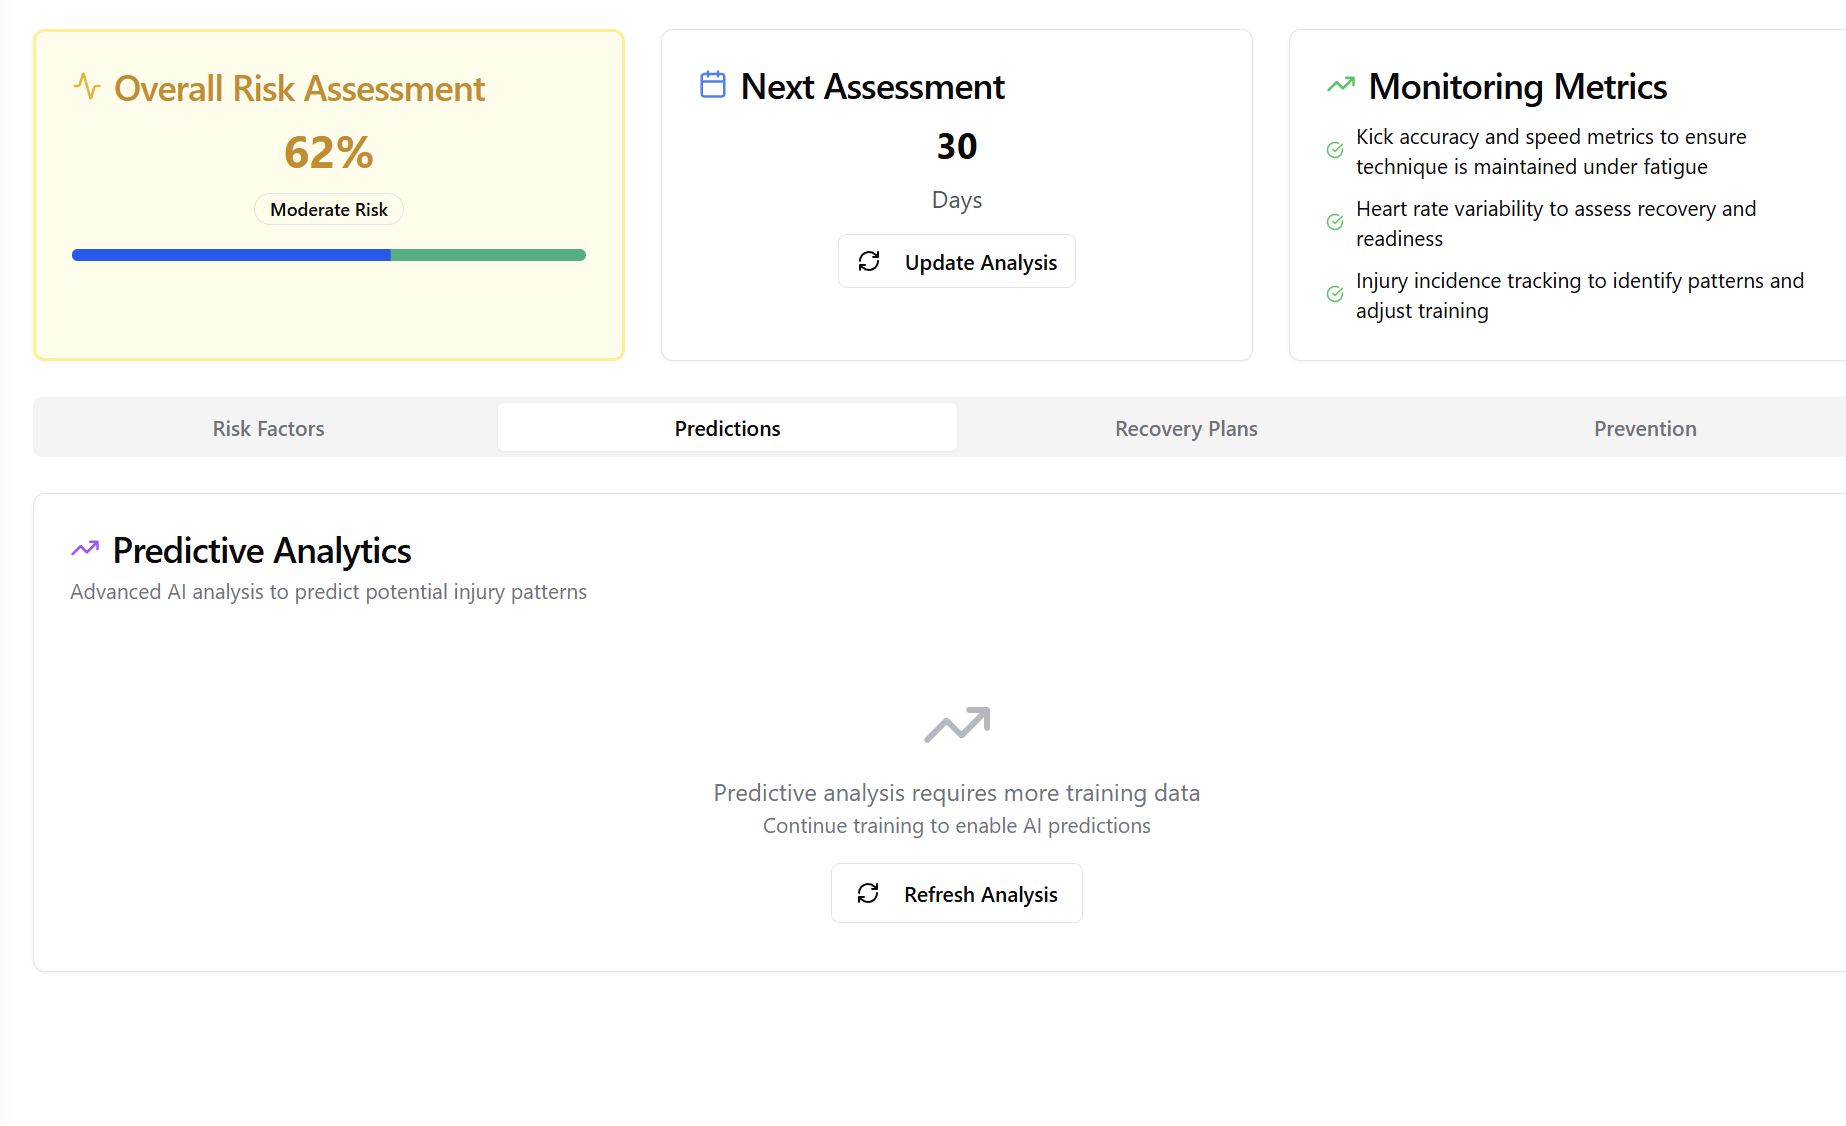 Overall Risk Assessment
62%
Moderate Risk
Next Assessment
30
Days
Update Analysis
Monitoring Metrics
Kick accuracy and speed metrics to ensure
technique is maintained under fatigue
Heart rate variability to assess recovery and
readiness
Injury incidence tracking to identify patterns and
adjust training
Risk Factors
Predictions
Recovery Plans
Prevention
Predictive Analytics
Advanced AI analysis to predict potential injury patterns
Predictive analysis requires more training data
Continue training to enable AI predictions
Refresh Analysis